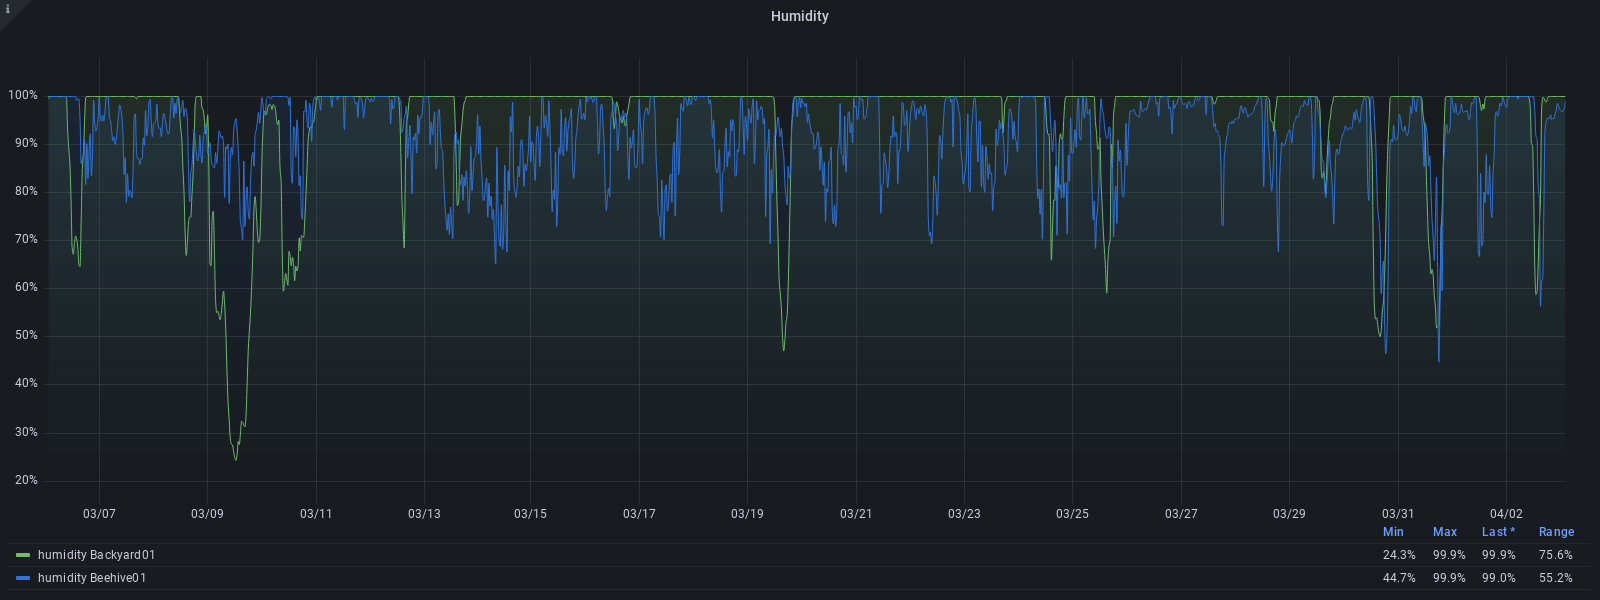 i
Humidity
100%
90%
80%
70%
60%
50%
40%
30%
20%
03/07 03/09 03/11 03/13 03/15 03/17 03/19 03/21 03/23 03/25 03/27 03/29 03/31 04/02
Min Max Last * Range
humidity Backyard01 24.3% 99.9% 99.9% 75.6%
humidity Beehive01 44.7% 99.9% 99.0% 55.2%